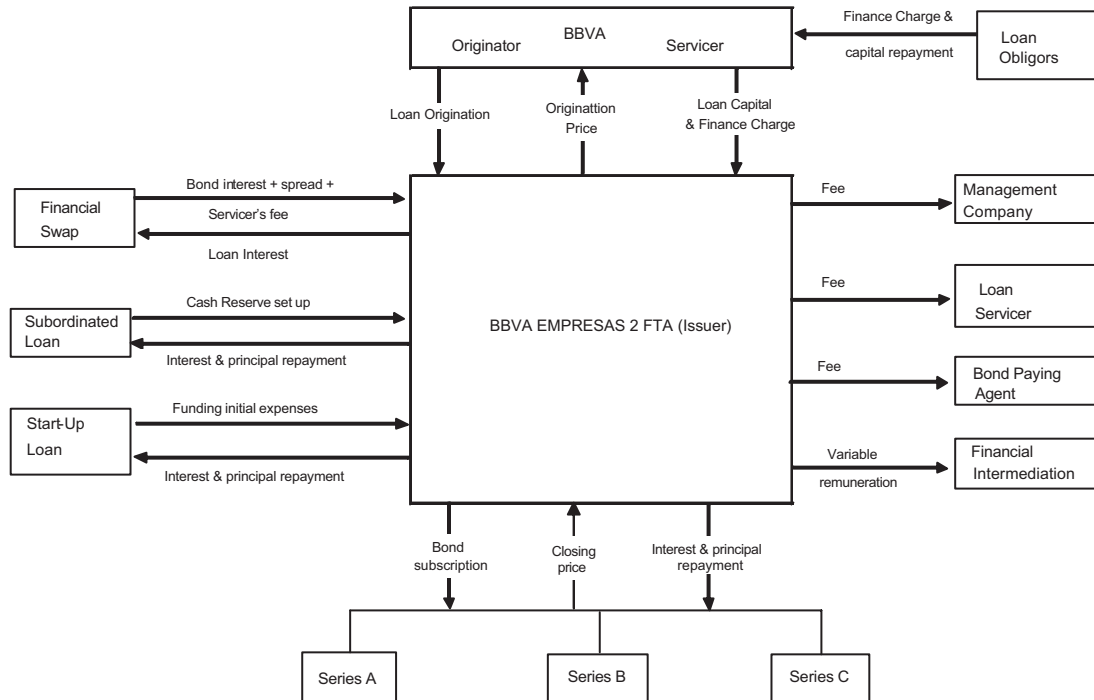 BBVA
Originator
Servicer
Finance Charge &
capital repayment
Loan
Obligors
Loan Origination
Originattion
Price
Loan Capital
& Finance Charge
Financial
Swap
Bond interest + spread +
Servicer's fee
Loan Interest
Subordinated
Loan
Cash Reserve set up
Interest & principal repayment
Start-Up
Loan
Funding initial expenses
Interest & principal repayment
BBVA EMPRESAS 2 FTA (Issuer)
Fee
Management
Company
Fee
Loan
Servicer
Fee
Bond Paying
Agent
Variable
remuneration
Financial
Intermediation
Bond
subscription
Closing
price
Interest & principal
repayment
Series A
Series B
Series C